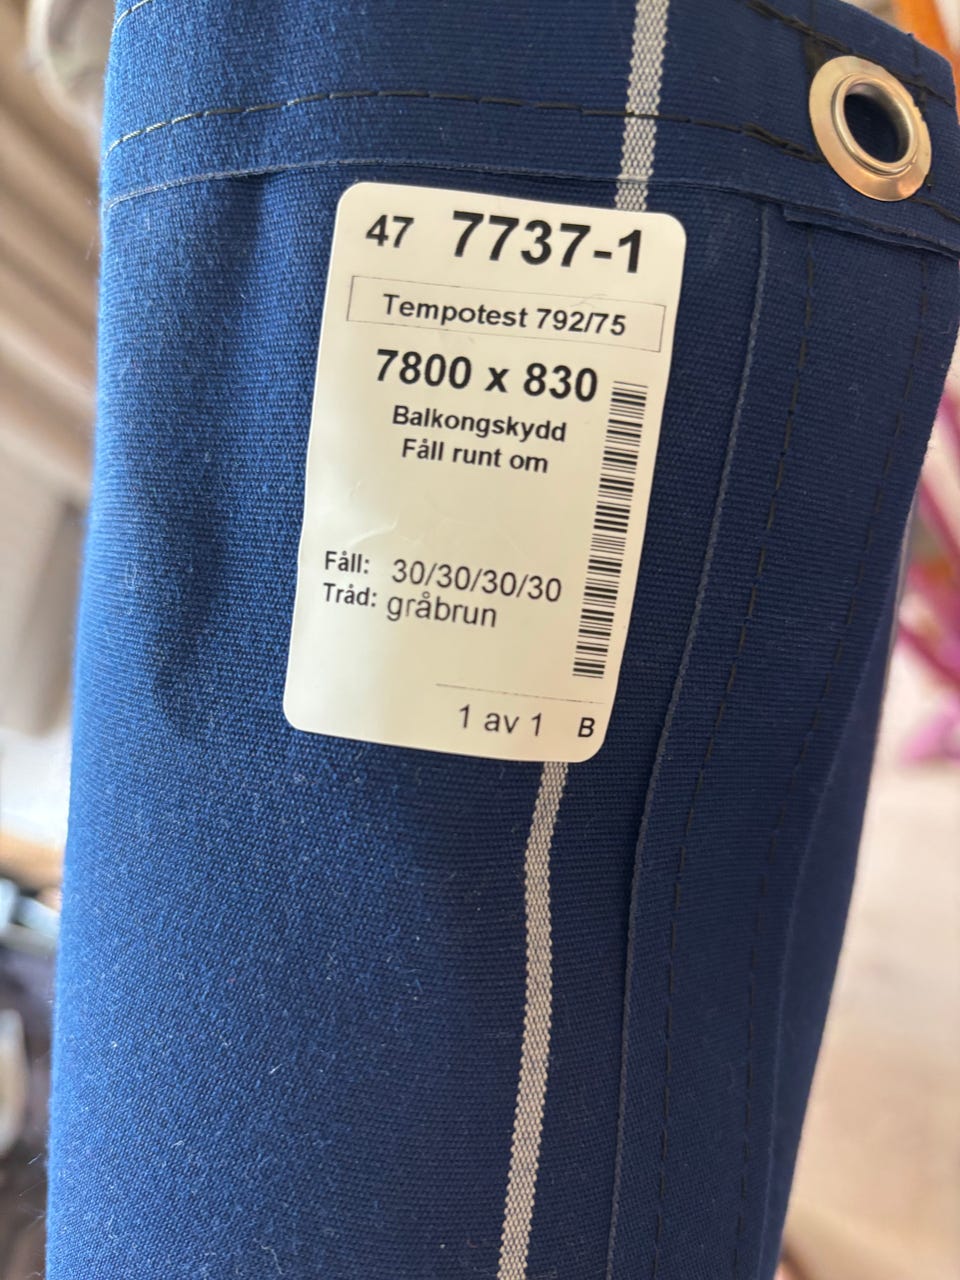 47 7737-1
Tempotest 792/75
7800 x 830
Balkongskydd
Fåll runt om
Fåll: 30/30/30/30
Tråd: gråbrun
1 av 1 B